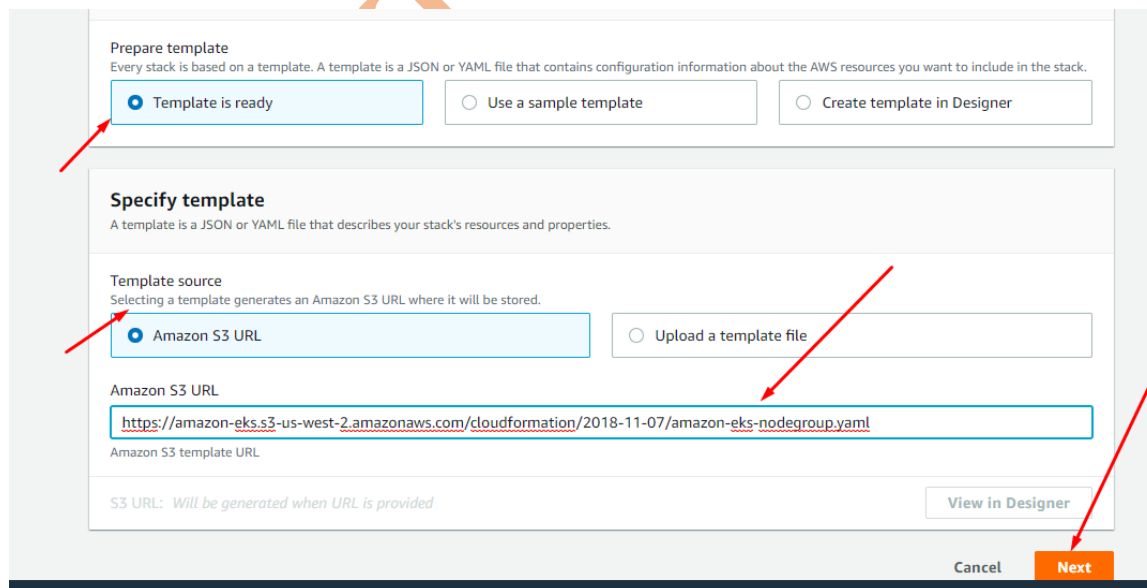 Prepare template
Every stack is based on a template. A template is a JSON or YAML file that contains configuration information about the AWS resources you want to include in the stack.
Template is ready
Use a sample template
Create template in Designer
Specify template
A template is a JSON or YAML file that describes your stack's resources and properties.
Template source
Selecting a template generates an Amazon S3 URL where it will be stored.
Amazon S3 URL
Upload a template file
Amazon S3 URL
https://amazon-eks.s3-us-west-2.amazonaws.com/cloudformation/2018-11-07/amazon-eks-nodegroup.yaml
Amazon S3 template URL
S3 URL: Will be generated when URL is provided
View in Designer
Cancel
Next